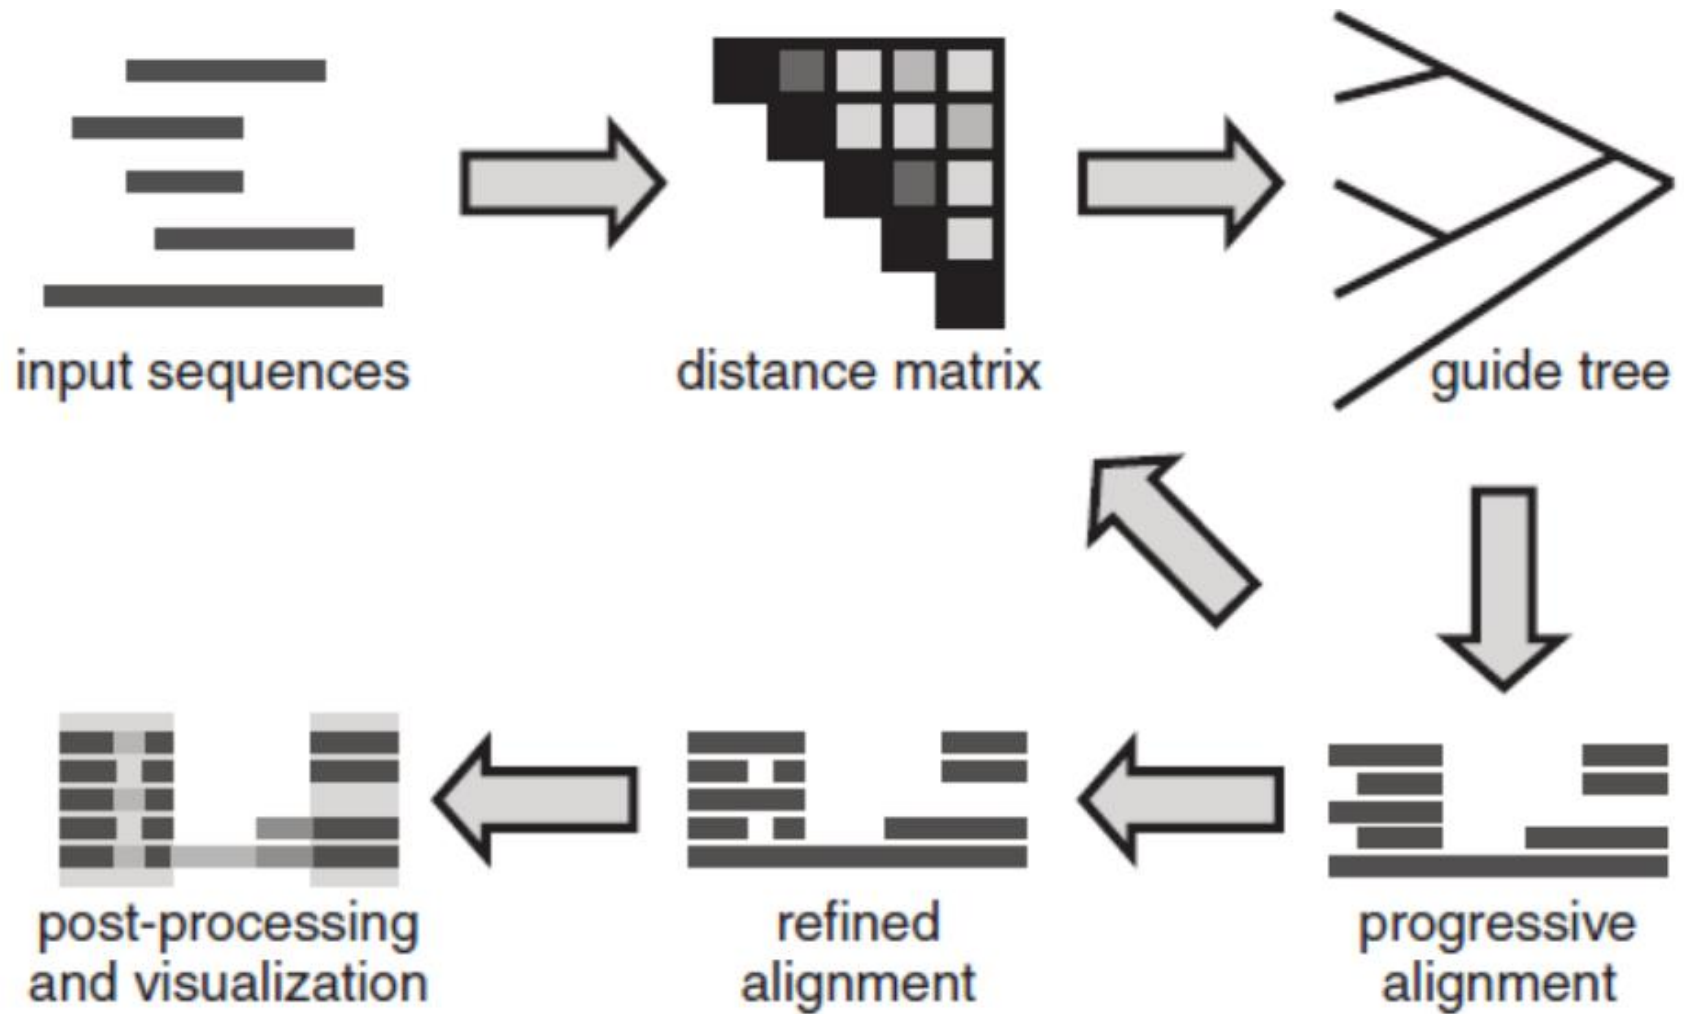 input sequences
distance matrix
guide tree
post-processing
and visualization
refined
alignment
progressive
alignment